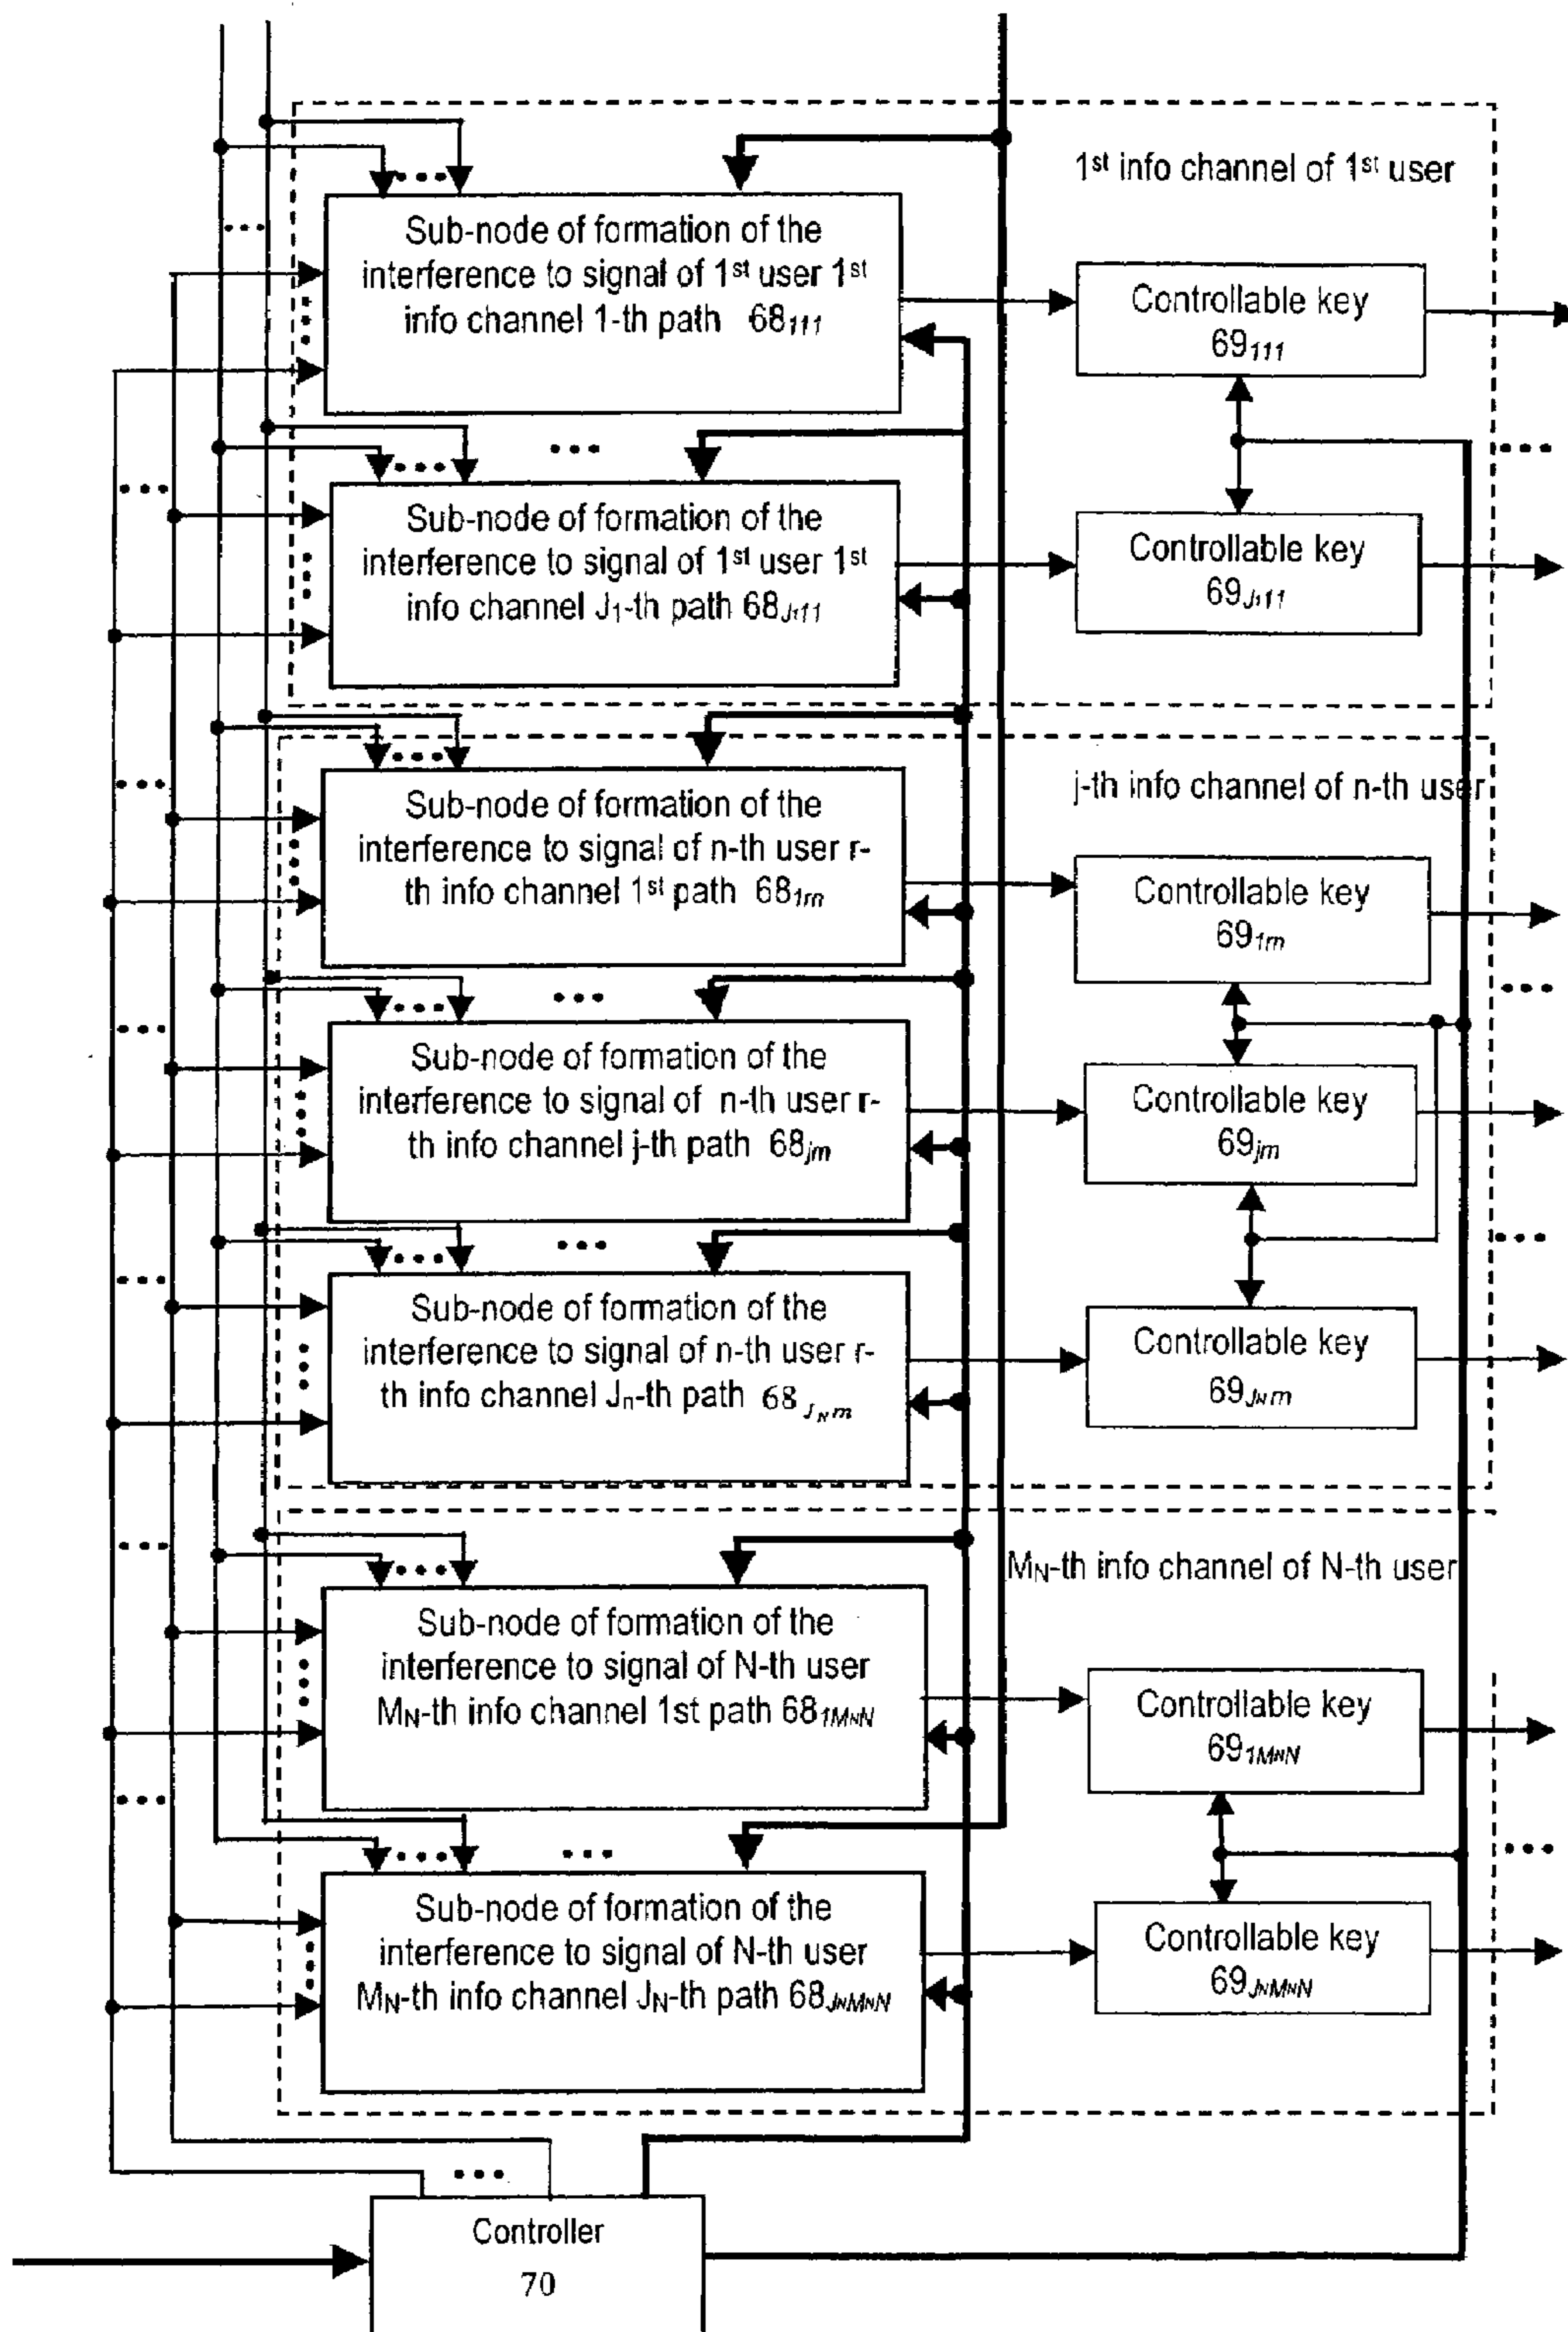 1st info channel of 1st user
Sub-node of formation of the
interference to signal of 1st user 1st
info channel 1-th path 68111
Controllable key
69111
Sub-node of formation of the
interference to signal of 1st user 1st
info channel J1-th path 68J111
Controllable key
69J111
j-th info channel of n-th user
Sub-node of formation of the
interference to signal of n-th user r-
th info channel 1st path 681rn
Controllable key
691rn
Sub-node of formation of the
interference to signal of n-th user r-
th info channel j-th path 68jrn
Controllable key
69jrn
Sub-node of formation of the
interference to signal of n-th user r-
th info channel Jn-th path 68JNrn
Controllable key
69JNrn
MN-th info channel of N-th user
Sub-node of formation of the
interference to signal of N-th user
MN-th info channel 1st path 681MNN
Controllable key
691MNN
Sub-node of formation of the
interference to signal of N-th user
MN-th info channel JN-th path 68JNMNN
Controllable key
69JNMNN
Controller
70